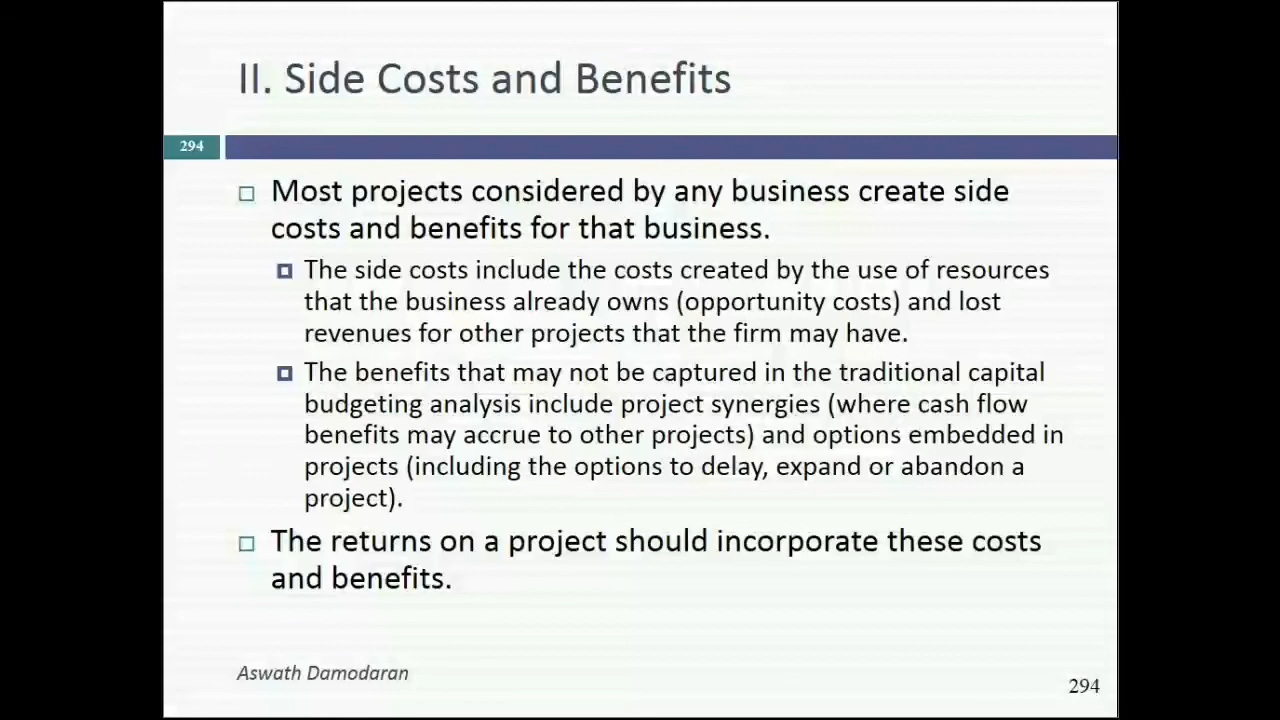 II. Side Costs and Benefits
294
Most projects considered by any business create side
costs and benefits for that business.
The side costs include the costs created by the use of resources
that the business already owns (opportunity costs) and lost
revenues for other projects that the firm may have.
The benefits that may not be captured in the traditional capital
budgeting analysis include project synergies (where cash flow
benefits may accrue to other projects) and options embedded in
projects (including the options to delay, expand or abandon a
project).
The returns on a project should incorporate these costs
and benefits.
Aswath Damodaran
294